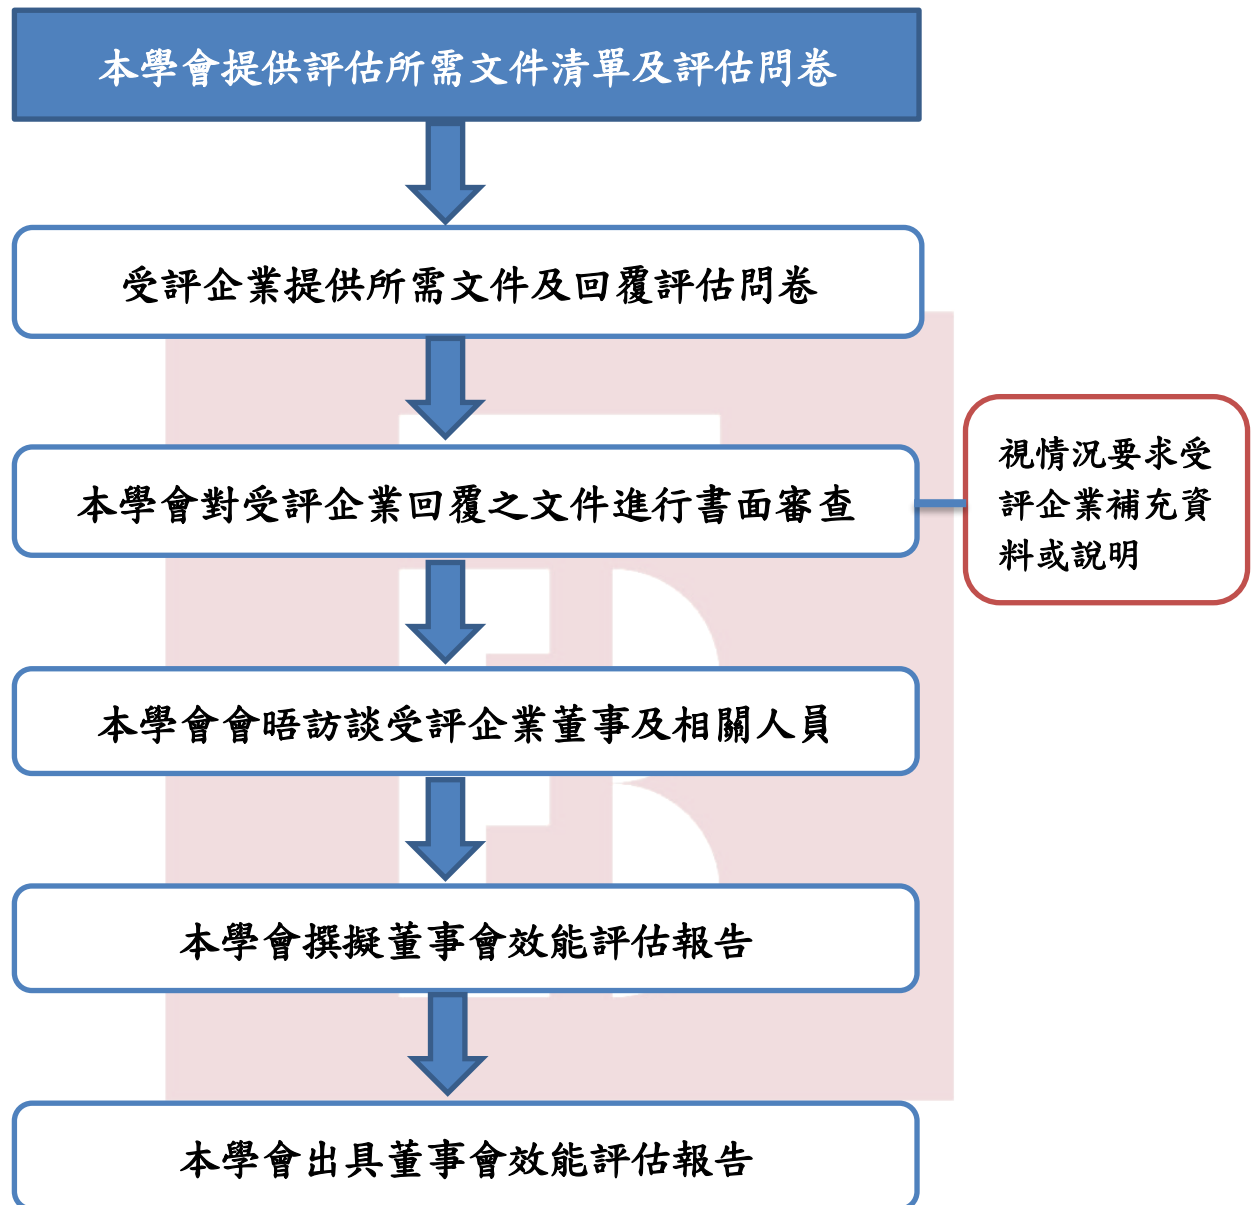 本學會提供評估所需文件清單及評估問卷
受評企業提供所需文件及回覆評估問卷
本學會對受評企業回覆之文件進行書面審查
視情況要求受
評企業補充資
料或說明
本學會會晤訪談受評企業董事及相關人員
本學會撰擬董事會效能評估報告
本學會出具董事會效能評估報告